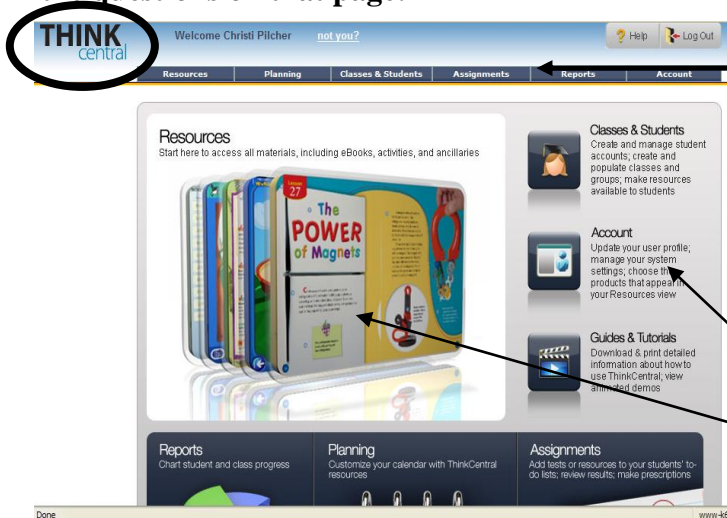 THINK
central
Welcome Christi Pilcher not you?
Help
Log Out
Resources
Planning
Classes & Students
Assignments
Reports
Account
Resources
Start here to access all materials, including eBooks, activities, and ancillaries
Lesson
27
The
POWER
of Magnets
Classes & Students
Create and manage student
accounts; create and
populate classes and
groups; make resources
available to students
Account
Update your user profile;
manage your system
settings; choose
products that appear
your Resources view
Guides & Tutorials
Download & print detailed
information about how to
use ThinkCentral; view
animated demos
Reports
Chart student and class progress
Planning
Customize your calendar with ThinkCentral
resources
Assignments
Add tests or resources to your students' to-
do lists; review results; make prescriptions
Done